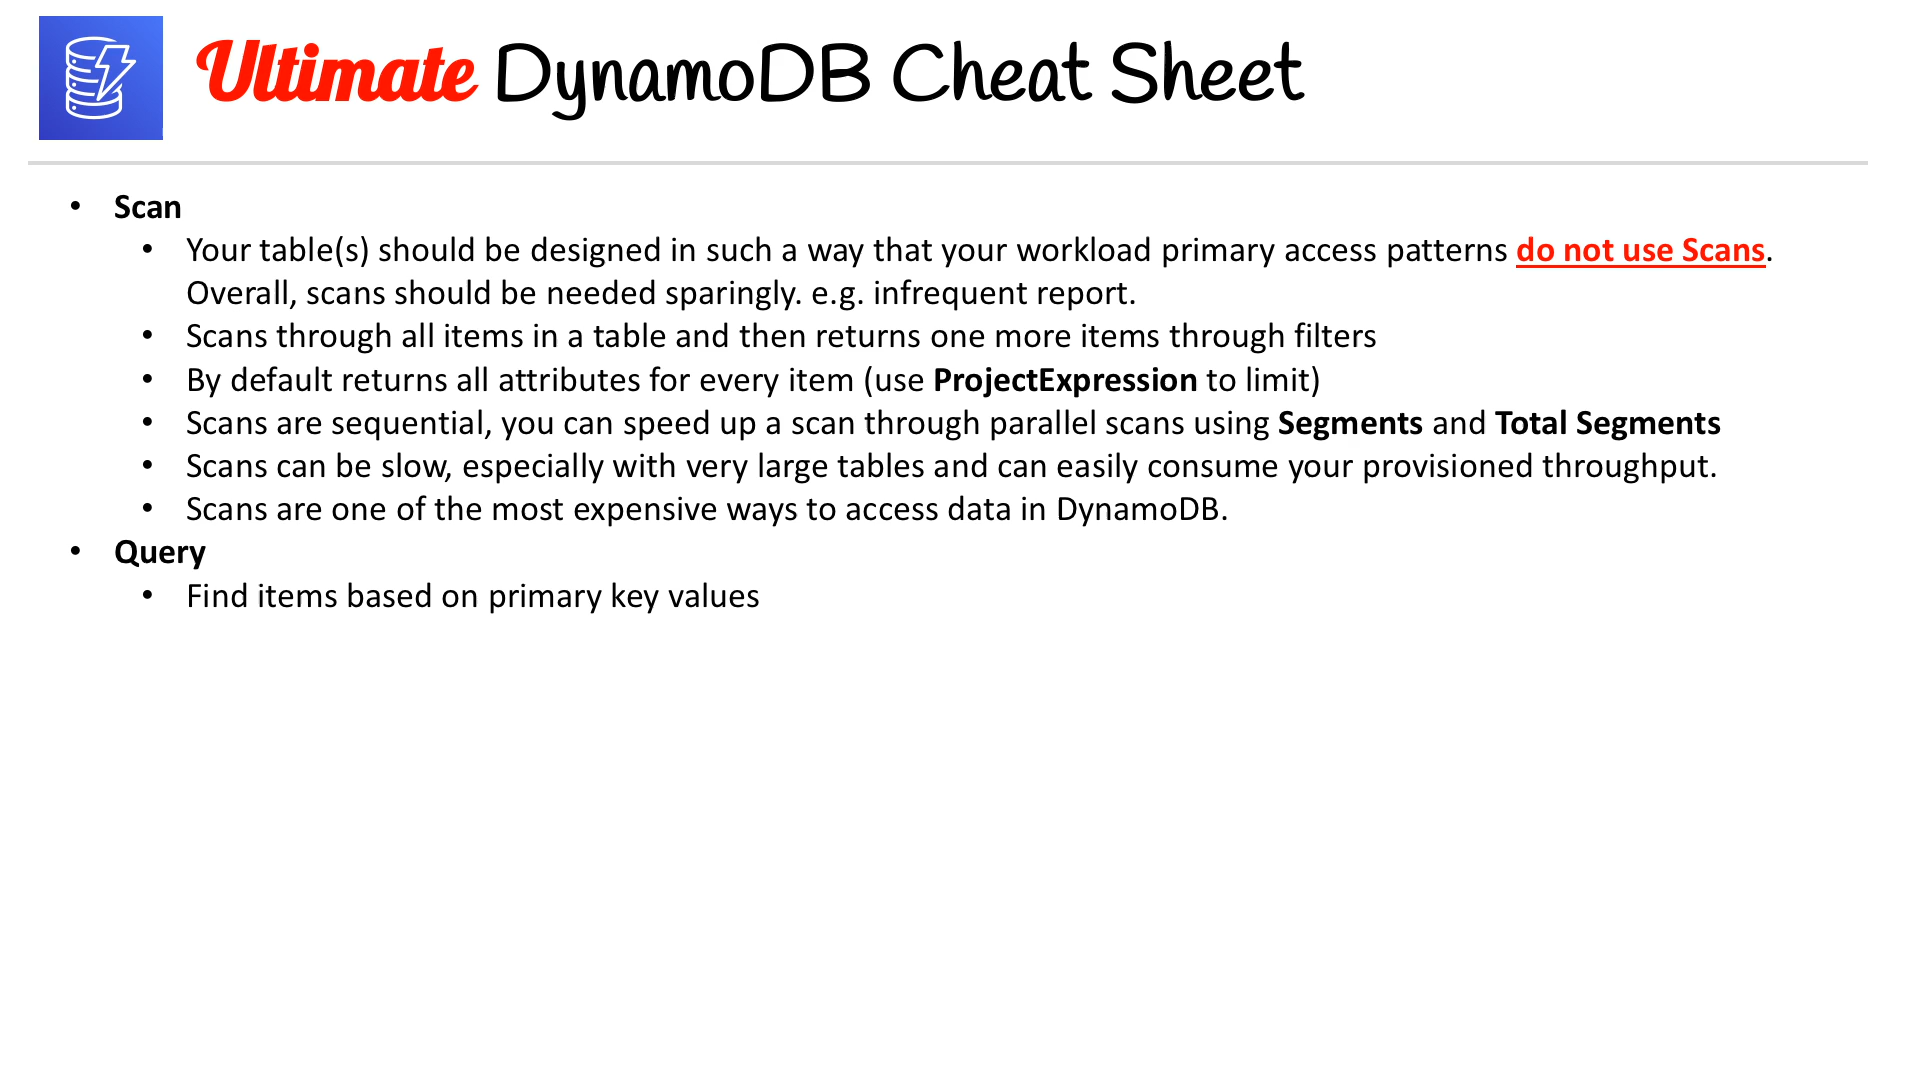 Ultimate DynamoDB Cheat Sheet
• Scan
• Your table(s) should be designed in such a way that your workload primary access patterns do not use Scans.
Overall, scans should be needed sparingly. e.g. infrequent report.
• Scans through all items in a table and then returns one more items through filters
• By default returns all attributes for every item (use ProjectExpression to limit)
• Scans are sequential, you can speed up a scan through parallel scans using Segments and Total Segments
• Scans can be slow, especially with very large tables and can easily consume your provisioned throughput.
• Scans are one of the most expensive ways to access data in DynamoDB.
• Query
• Find items based on primary key values